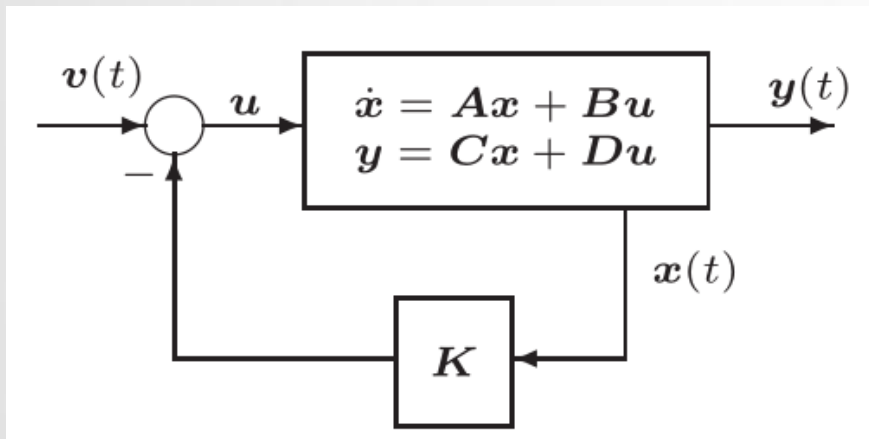 v(t)
u
ẋ = Ax + Bu
y = Cx + Du
y(t)
−
x(t)
K